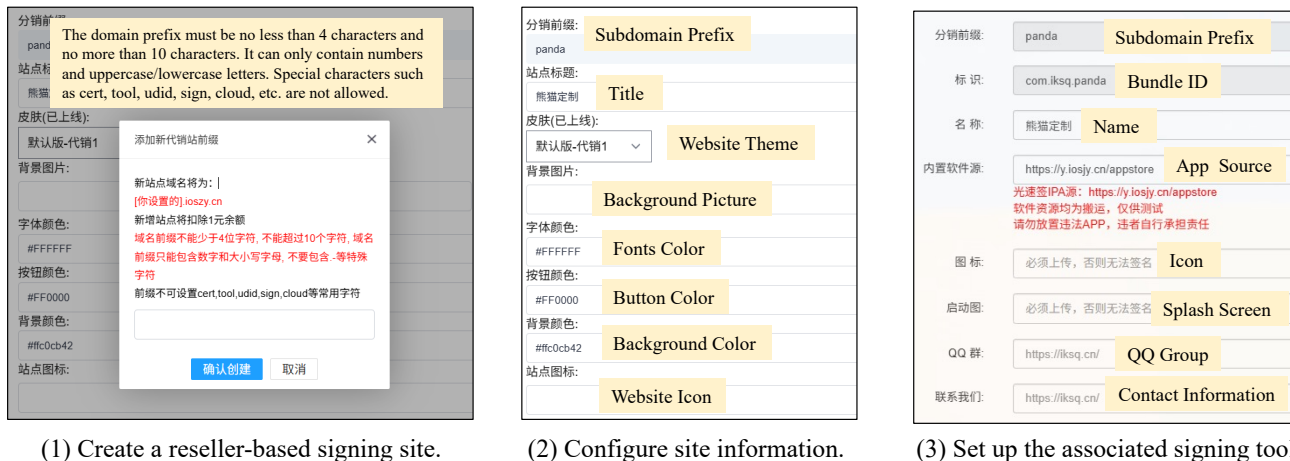 分销前缀:
The domain prefix must be no less than 4 characters and
no more than 10 characters. It can only contain numbers
and uppercase/lowercase letters. Special characters such
as cert, tool, udid, sign, cloud, etc. are not allowed.
皮肤(已上线):
默认版-代销1
背景图片:
字体颜色:
#FFFFFF
按钮颜色:
#FF0000
背景颜色:
#ffc0cb42
站点图标:
添加新代销站前缀
新站点域名将为:
[你设置的].ioszy.cn
新增站点将扣除1元余额
域名前缀不能少于4位字符, 不能超过10个字符, 域名
前缀只能包含数字和大小写字母, 不要包含.-等特殊
字符
前缀不可设置cert,tool,udid,sign,cloud等常用字符
确认创建 取消
(1) Create a reseller-based signing site.
分销前缀:
panda
Subdomain Prefix
站点标题:
熊猫定制
Title
皮肤(已上线):
默认版-代销1
Website Theme
背景图片:
Background Picture
字体颜色:
#FFFFFF
Fonts Color
按钮颜色:
#FF0000
Button Color
背景颜色:
#ffc0cb42
Background Color
站点图标:
Website Icon
(2) Configure site information.
分销前缀: panda Subdomain Prefix
标 识: com.iksq.panda Bundle ID
名 称: 熊猫定制 Name
内置软件源: https://y.iosjy.cn/appstore App Source
光速签IPA源：https://y.iosjy.cn/appstore
软件资源均为搬运，仅供测试
请勿放置违法APP，违者自行承担责任
图 标: 必须上传，否则无法签名 Icon
启动图: 必须上传，否则无法签名 Splash Screen
QQ 群: https://iksq.cn/ QQ Group
联系我们: https://iksq.cn/ Contact Information
(3) Set up the associated signing tool